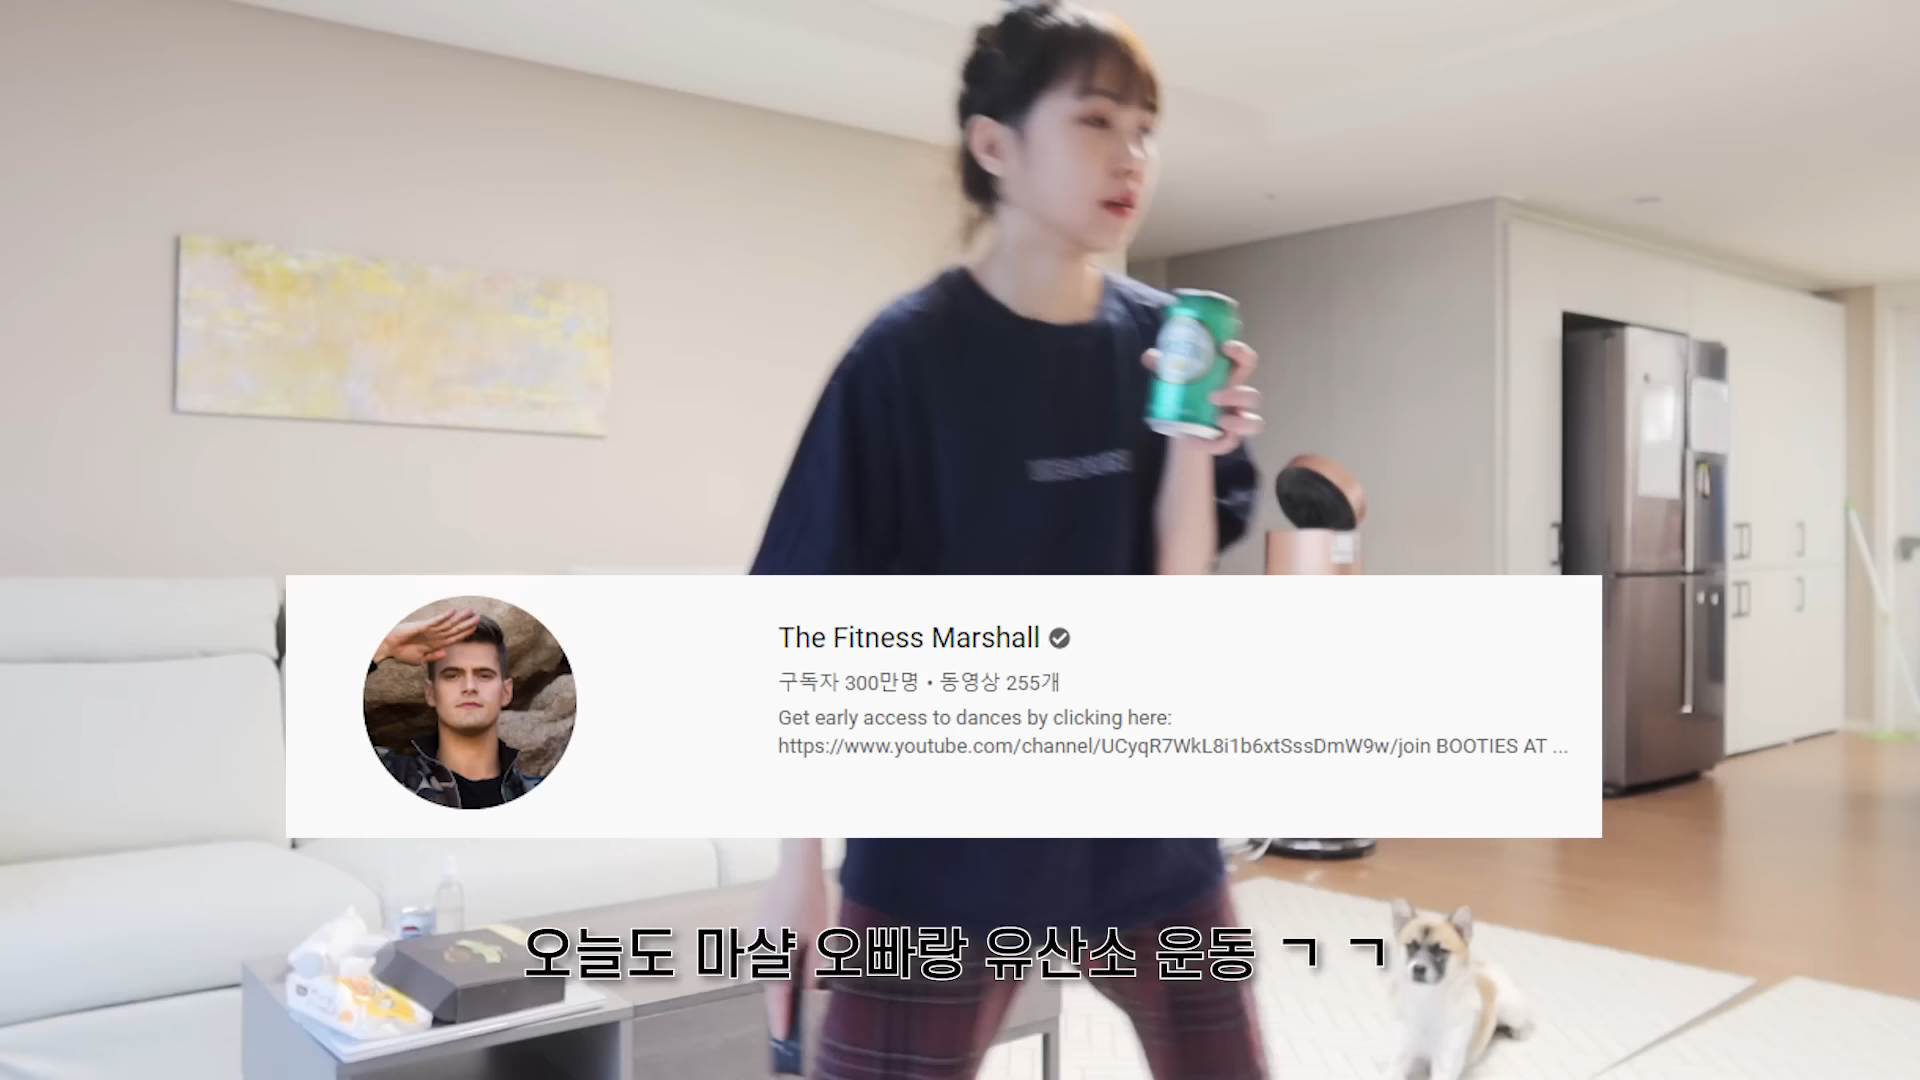 The Fitness Marshall
구독자 300만명 • 동영상 255개
Get early access to dances by clicking here:
https://www.youtube.com/channel/UCyqR7WkL8i1b6xtSssDmW9w/join BOOTIES AT ...
오늘도 마샬 오빠랑 유산소 운동 ㄱ ㄱ